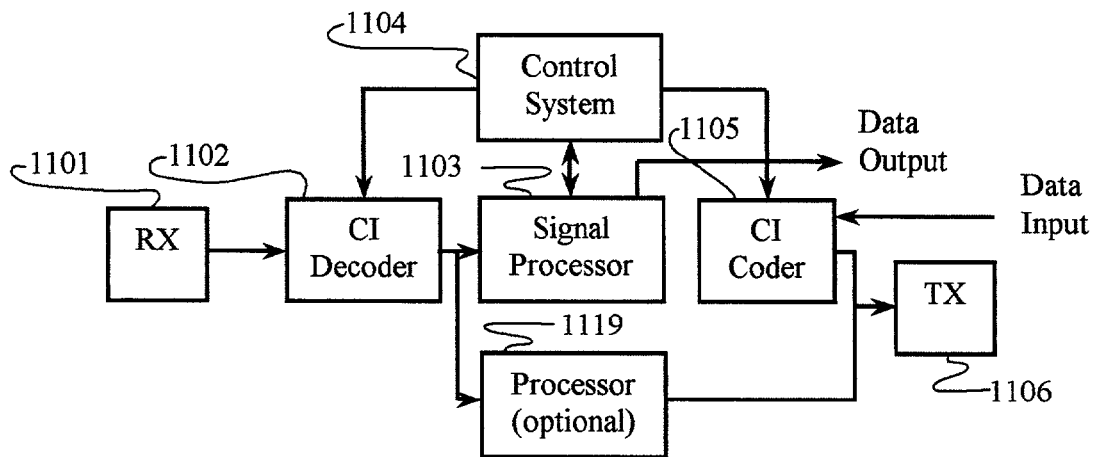 1104
Control
System
1105
Data
Output
1101
1102
1103
RX
CI
Decoder
Signal
Processor
CI
Coder
Data
Input
TX
1119
Processor
(optional)
1106